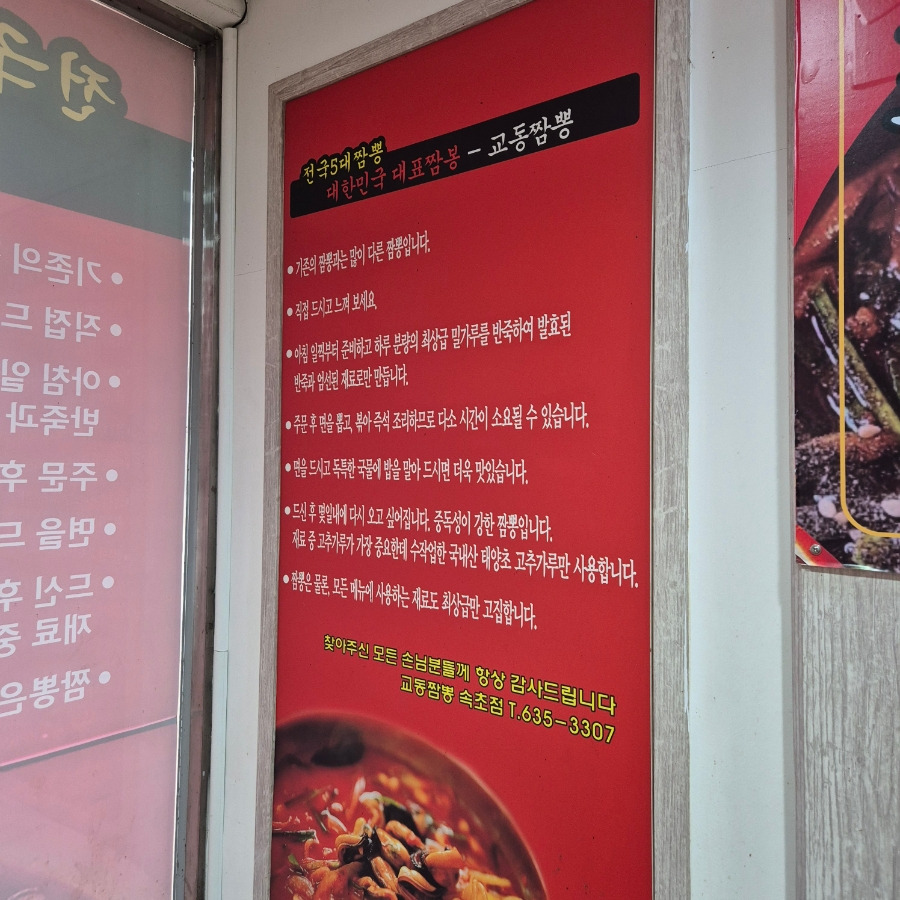 전국5대짬뽕
대한민국 대표짬뽕 - 교동짬뽕
• 기존의 짬뽕과는 많이 다른 짬뽕입니다.
• 직접 드시고 느껴 보세요.
• 아침 일찍부터 준비하고 하루 분량의 최상급 밀가루를 반죽하여 발효된
반죽과 엄선된 재료로만 만듭니다.
• 주문 후 면을 뽑고, 볶아 즉석 조리하므로 다소 시간이 소요될 수 있습니다.
• 면을 드시고 독특한 국물에 밥을 말아 드시면 더욱 맛있습니다.
• 드신 후 몇일내에 다시 오고 싶어집니다. 중독성이 강한 짬뽕입니다.
재료 중 고추가루가 가장 중요한데 수작업한 국내산 태양초 고추가루만 사용합니다.
• 짬뽕은 물론, 모든 메뉴에 사용하는 재료도 최상급만 고집합니다.
찾아주신 모든 손님분들께 항상 감사드립니다
교동짬뽕 속초점 T.635-3307
전국
• 기존의
• 직접 드
• 아침 일
반죽과
• 주문 후
• 면을 드
• 드신 후
재료 중
• 짬뽕은